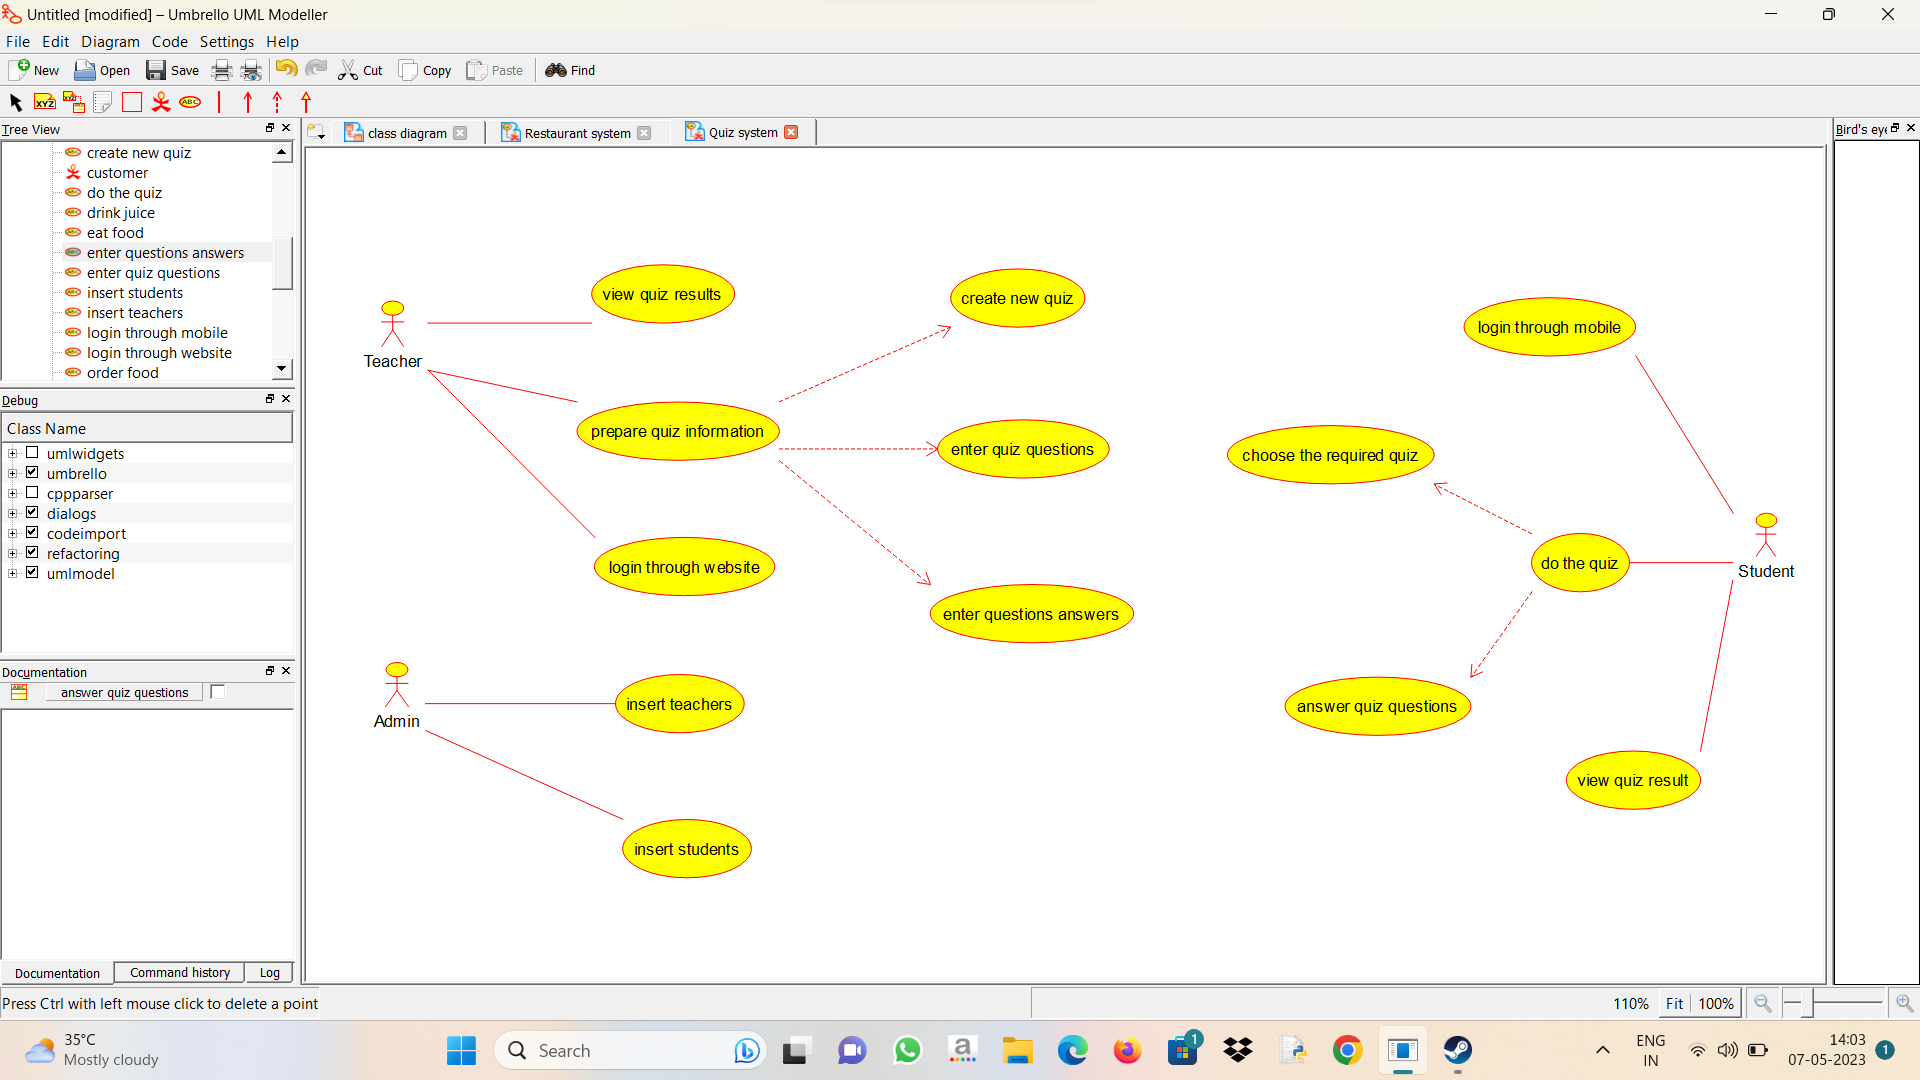 Untitled [modified] – Umbrello UML Modeller
File Edit Diagram Code Settings Help
New Open Save Cut Copy Paste Find
XYZ XYZ ABC
Tree View
create new quiz
customer
do the quiz
drink juice
eat food
enter questions answers
enter quiz questions
insert students
insert teachers
login through mobile
login through website
order food
Debug
Class Name
umlwidgets
umbrello
cppparser
dialogs
codeimport
refactoring
umlmodel
Documentation
answer quiz questions
Documentation Command history Log
class diagram Restaurant system Quiz system
Bird's eye
view quiz results
create new quiz
login through mobile
Teacher
prepare quiz information
enter quiz questions
choose the required quiz
login through website
do the quiz
Student
enter questions answers
Admin
insert teachers
answer quiz questions
view quiz result
insert students
Press Ctrl with left mouse click to delete a point
110% Fit 100%
35°C
Mostly cloudy
Search
a
1
ENG
IN
14:03
07-05-2023
1